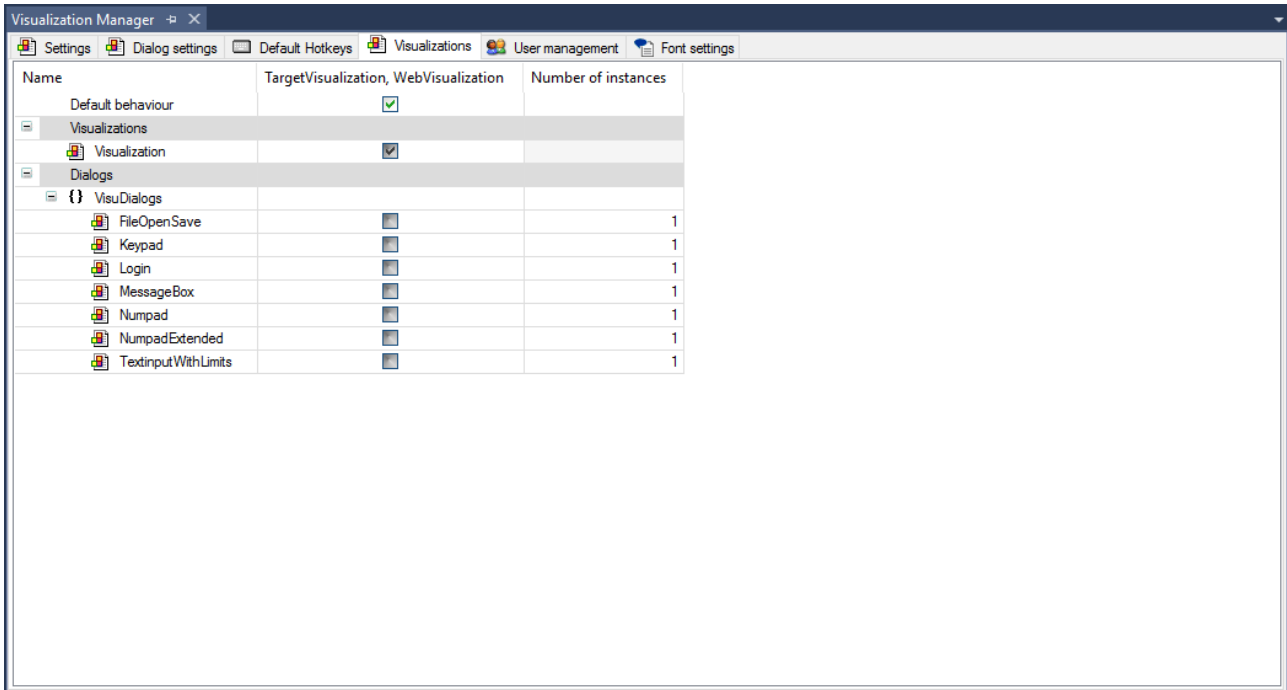 Visualization Manager
Settings Dialog settings Default Hotkeys Visualizations User management Font settings
Name TargetVisualization, WebVisualization Number of instances
Default behaviour
Visualizations
Visualization
Dialogs
{} VisuDialogs
FileOpenSave 1
Keypad 1
Login 1
MessageBox 1
Numpad 1
NumpadExtended 1
TextinputWithLimits 1